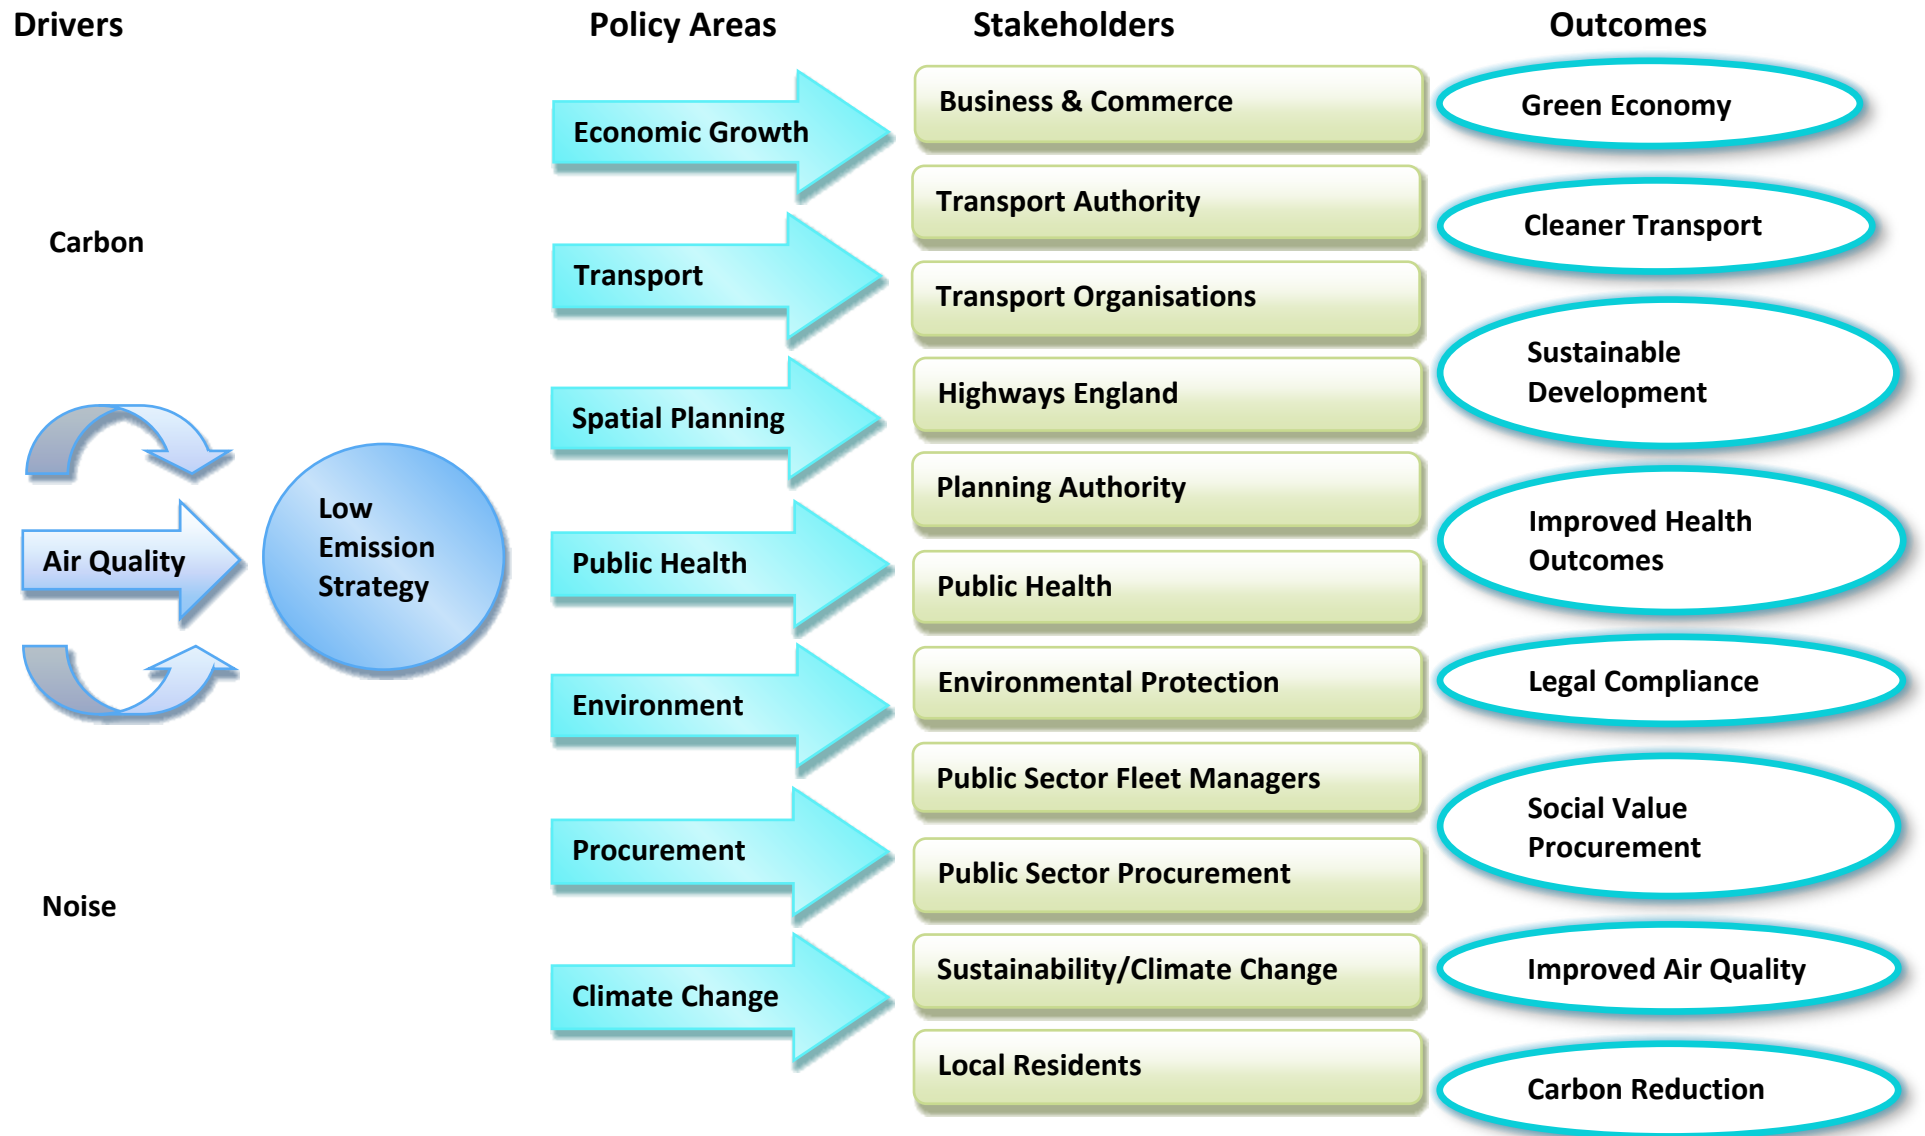 Drivers
Policy Areas
Stakeholders
Outcomes
Carbon
Air Quality
Noise
Low
Emission
Strategy
Economic Growth
Transport
Spatial Planning
Public Health
Environment
Procurement
Climate Change
Business & Commerce
Transport Authority
Transport Organisations
Highways England
Planning Authority
Public Health
Environmental Protection
Public Sector Fleet Managers
Public Sector Procurement
Sustainability/Climate Change
Local Residents
Green Economy
Cleaner Transport
Sustainable
Development
Improved Health
Outcomes
Legal Compliance
Social Value
Procurement
Improved Air Quality
Carbon Reduction